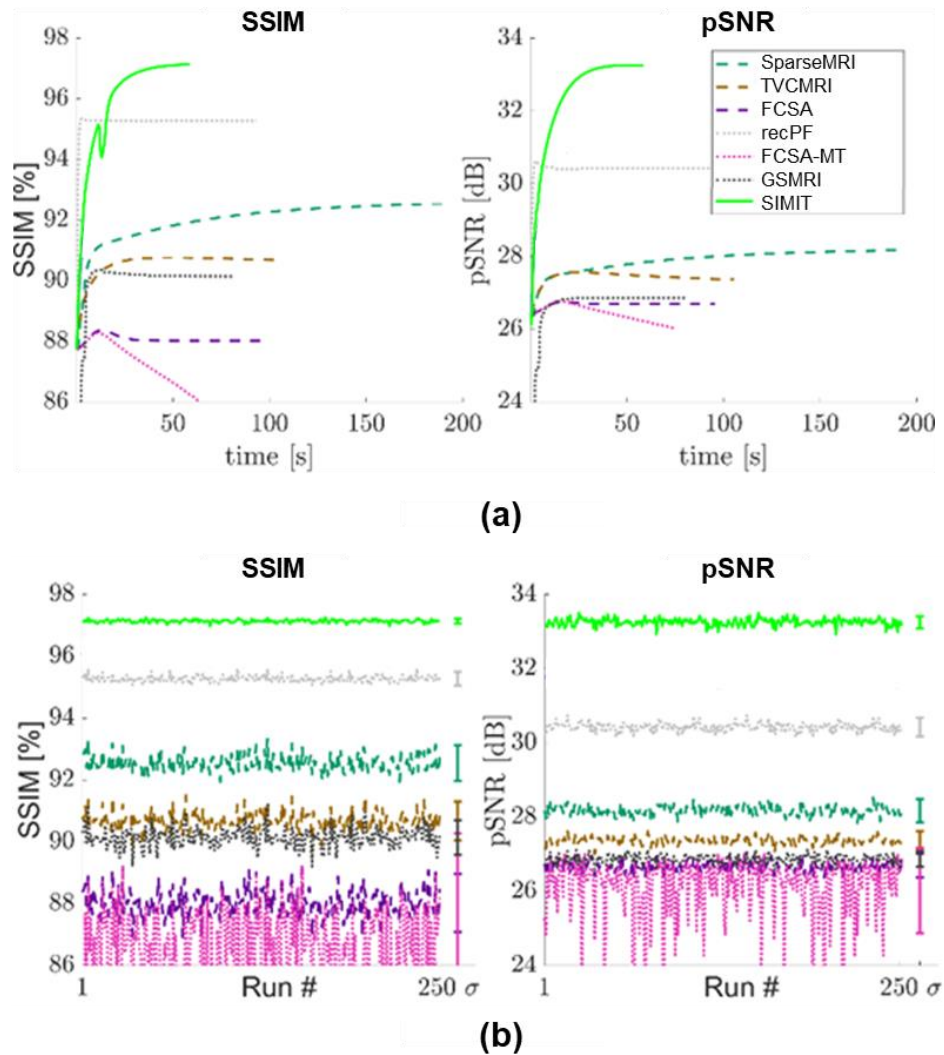 SSIM
98
96
94
92
90
88
86
SSIM [%]
50
100
150
200
time [s]
pSNR
34
32
30
28
26
24
pSNR [dB]
50
100
150
200
time [s]
SparseMRI
TVCMRI
FCSA
recPF
FCSA-MT
GSMRI
SIMIT
(a)
SSIM
98
96
94
92
90
88
86
SSIM [%]
1 Run # 250 σ
pSNR
34
32
30
28
26
24
pSNR [dB]
1 Run # 250 σ
(b)